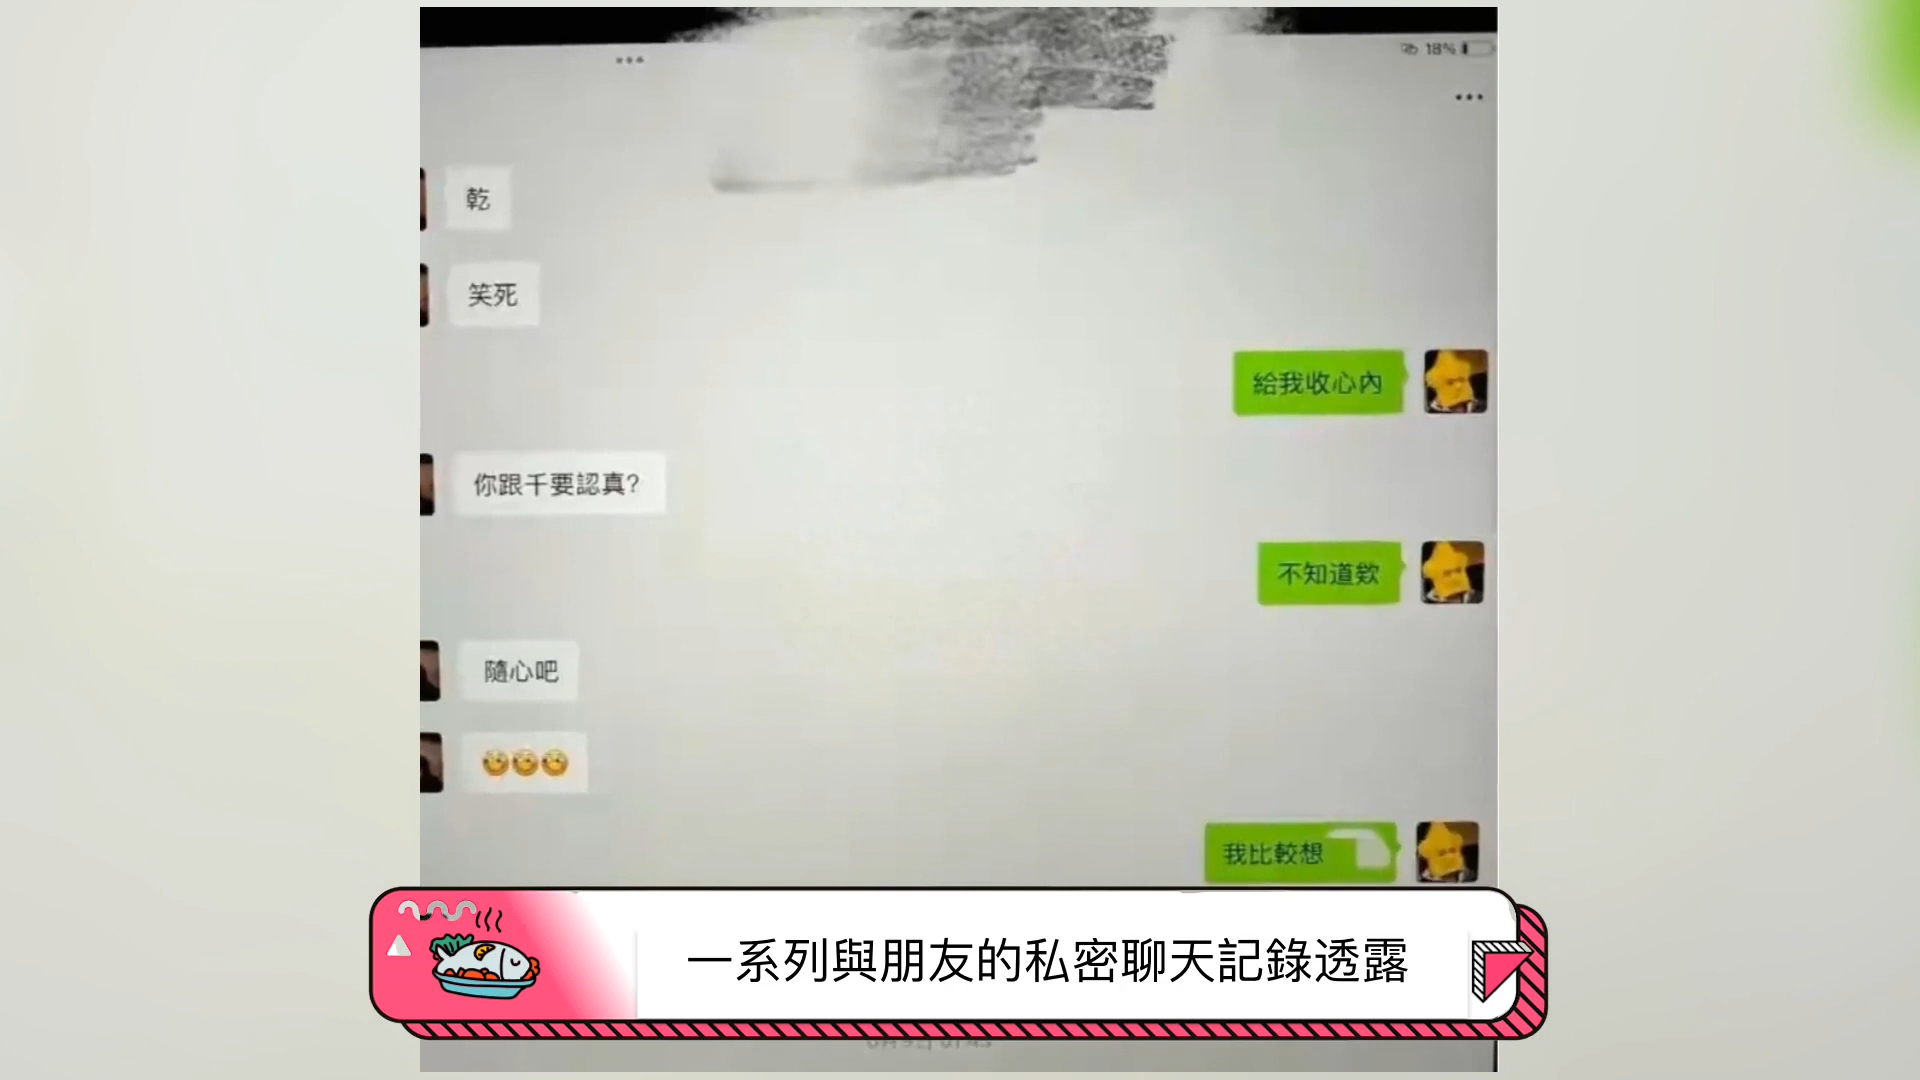 18%
乾
笑死
給我收心內
你跟千要認真?
不知道欸
隨心吧
我比較想
一系列與朋友的私密聊天記錄透露